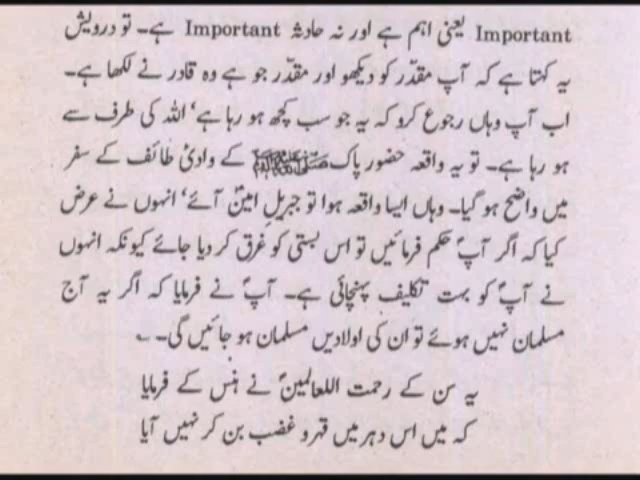 Important یعنی اہم ہے اور نہ حادثہ Important ہے۔ تو درویش
یہ کہتا ہے کہ آپ مقدّر کو دیکھو اور مقدّر جو ہے وہ قادر نے لکھا ہے۔
اب آپ وہاں رجوع کرو کہ یہ جو سب کچھ ہو رہا ہے، اللہ کی طرف سے
ہو رہا ہے۔ تو یہ واقعہ حضور پاک ﷺ کے وادئ طائف کے سفر
میں واضح ہو گیا۔ وہاں ایسا واقعہ ہوا تو جبریلِ امینؑ آئے، انہوں نے عرض
کیا کہ اگر آپؐ حکم فرمائیں تو اس بستی کو غرق کر دیا جائے کیونکہ انہوں
نے آپؐ کو بہت تکلیف پہنچائی ہے۔ آپؐ نے فرمایا کہ اگر یہ آج
مسلمان نہیں ہوئے تو ان کی اولادیں مسلمان ہو جائیں گی۔ ؎
یہ سن کے رحمت اللعالمینؐ نے ہنس کے فرمایا
کہ میں اس دہر میں قہر و غضب بن کر نہیں آیا